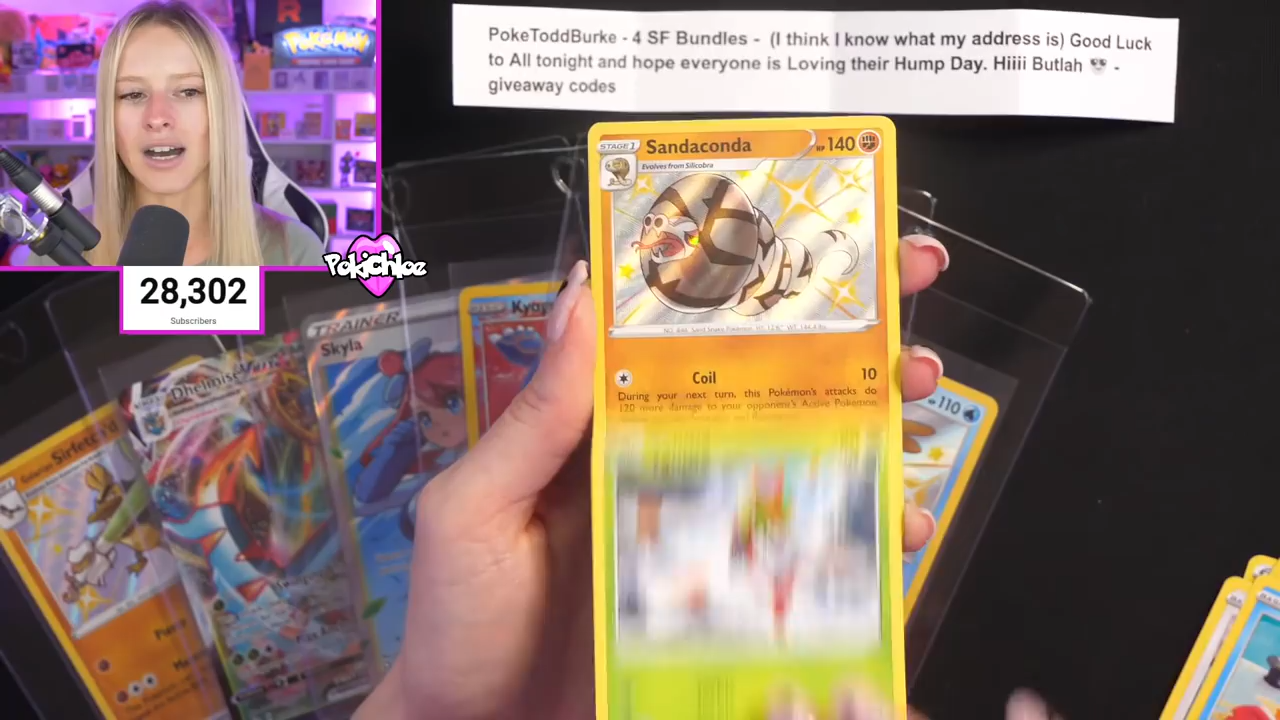 PokeToddBurke - 4 SF Bundles - (I think I know what my address is) Good Luck
to All tonight and hope everyone is Loving their Hump Day. Hiiii Butlah 😎 -
giveaway codes
Pokémon
PokiChloe
28,302
Subscribers
STAGE 1
Sandaconda
HP 140
Evolves from Silicobra
Coil
10
During your next turn, this Pokémon's attacks do
120 more damage to your opponent's Active Pokémon
TRAINER
Skyla
Dhelmise
Sirfetch'd
110